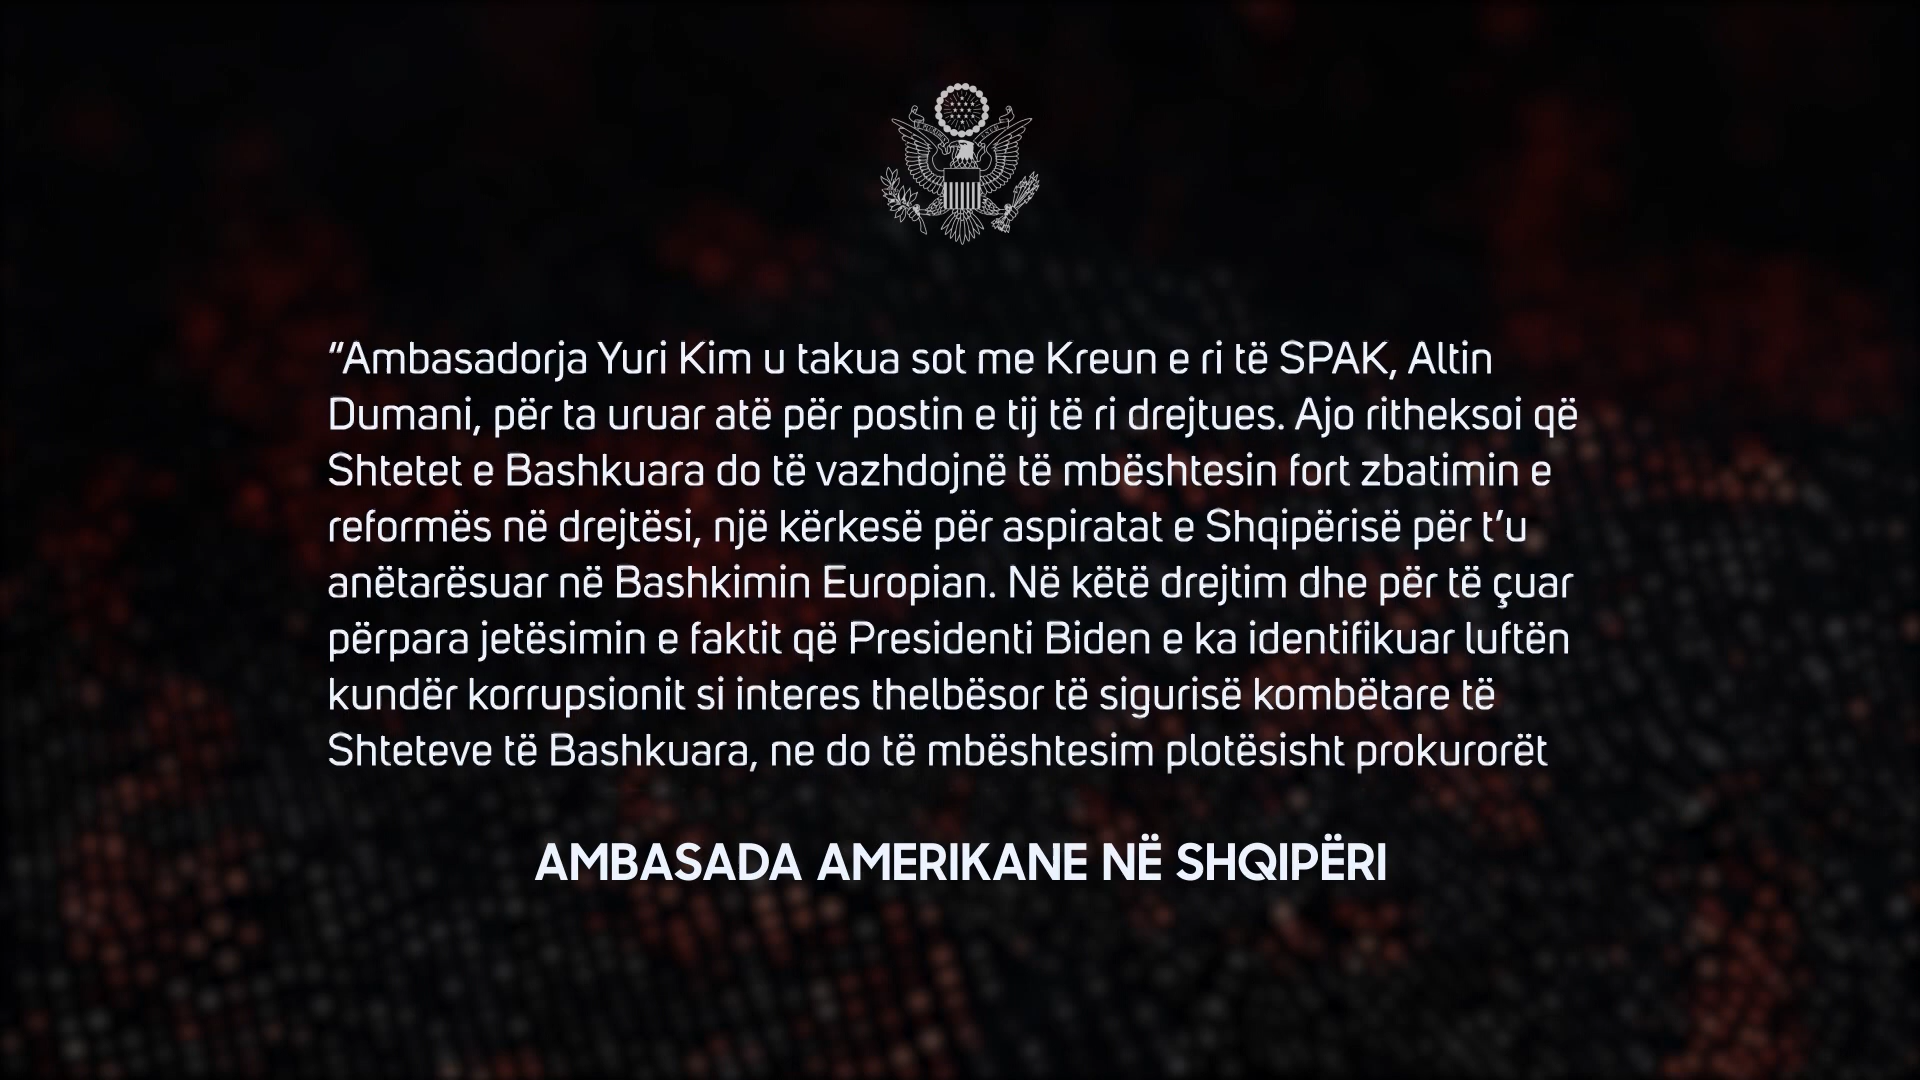 “Ambasadorja Yuri Kim u takua sot me Kreun e ri të SPAK, Altin
Dumani, për ta uruar atë për postin e tij të ri drejtues. Ajo ritheksoi që
Shtetet e Bashkuara do të vazhdojnë të mbështesin fort zbatimin e
reformës në drejtësi, një kërkesë për aspiratat e Shqipërisë për t’u
anëtarësuar në Bashkimin Europian. Në këtë drejtim dhe për të çuar
përpara jetësimin e faktit që Presidenti Biden e ka identifikuar luftën
kundër korrupsionit si interes thelbësor të sigurisë kombëtare të
Shteteve të Bashkuara, ne do të mbështesim plotësisht prokurorët
AMBASADA AMERIKANE NË SHQIPËRI